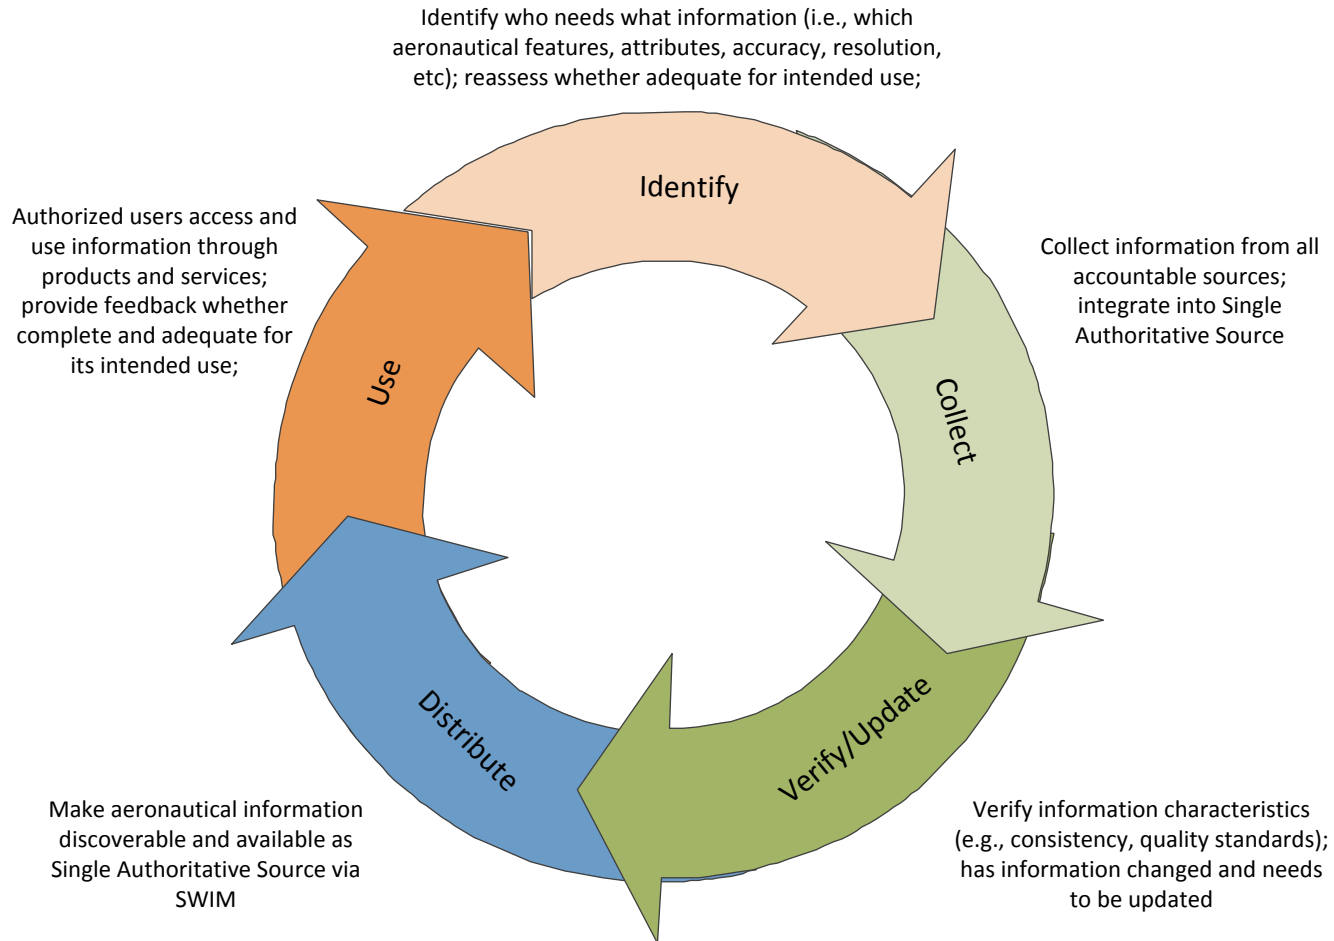 Identify who needs what information (i.e., which
aeronautical features, attributes, accuracy, resolution,
etc); reassess whether adequate for intended use;
Identify
Authorized users access and
use information through
products and services;
provide feedback whether
complete and adequate for
its intended use;
Use
Collect information from all
accountable sources;
integrate into Single
Authoritative Source
Collect
Distribute
Verify/Update
Make aeronautical information
discoverable and available as
Single Authoritative Source via
SWIM
Verify information characteristics
(e.g., consistency, quality standards);
has information changed and needs
to be updated